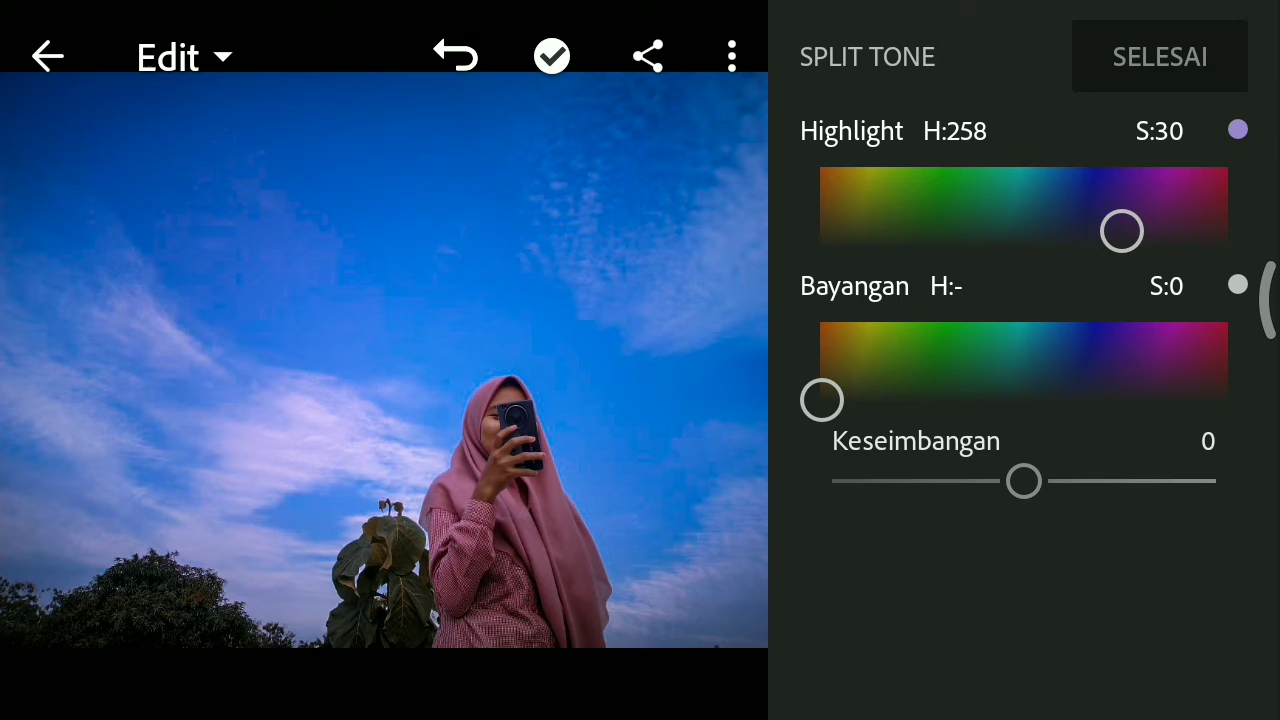 Edit
SPLIT TONE SELESAI
Highlight H:258 S:30
Bayangan H:- S:0
Keseimbangan 0